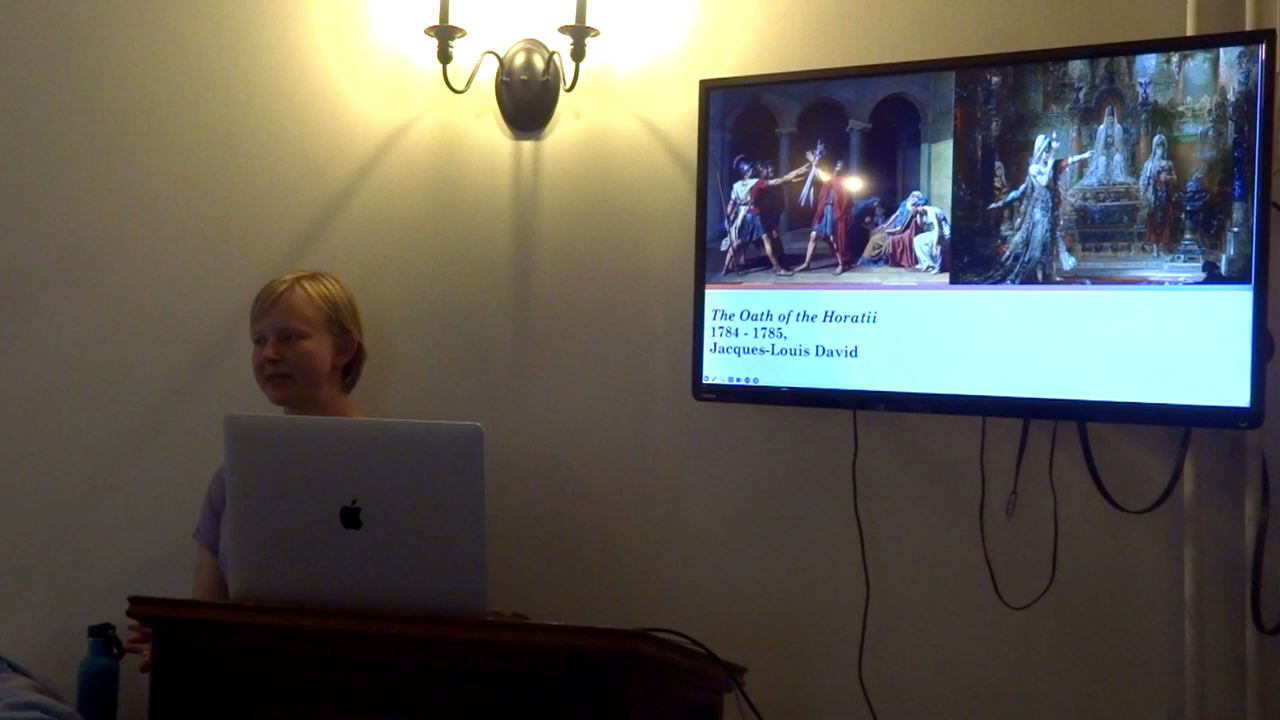 The Oath of the Horatii
1784 - 1785,
Jacques-Louis David